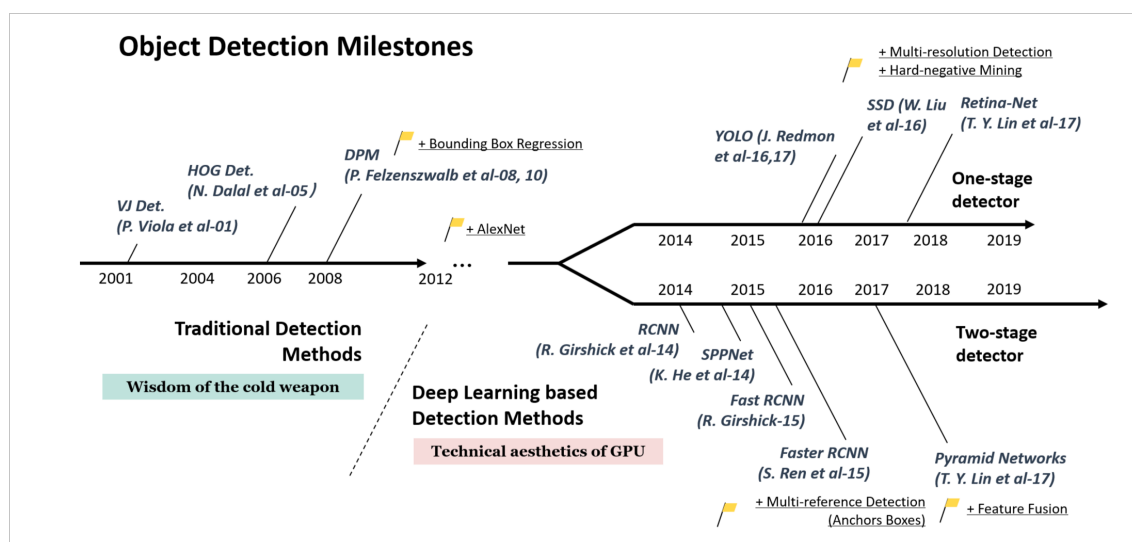 Object Detection Milestones
+ Multi-resolution Detection
+ Hard-negative Mining
SSD (W. Liu
et al-16)
Retina-Net
(T. Y. Lin et al-17)
YOLO (J. Redmon
et al-16,17)
+ Bounding Box Regression
DPM
(P. Felzenszwalb et al-08, 10)
HOG Det.
(N. Dalal et al-05)
VJ Det.
(P. Viola et al-01)
+ AlexNet
One-stage
detector
2014 2015 2016 2017 2018 2019
2001 2004 2006 2008 2012 ...
2014 2015 2016 2017 2018 2019
Traditional Detection
Methods
Wisdom of the cold weapon
Deep Learning based
Detection Methods
Technical aesthetics of GPU
RCNN
(R. Girshick et al-14)
SPPNet
(K. He et al-14)
Fast RCNN
(R. Girshick-15)
Faster RCNN
(S. Ren et al-15)
Two-stage
detector
Pyramid Networks
(T. Y. Lin et al-17)
+ Multi-reference Detection
(Anchors Boxes)
+ Feature Fusion